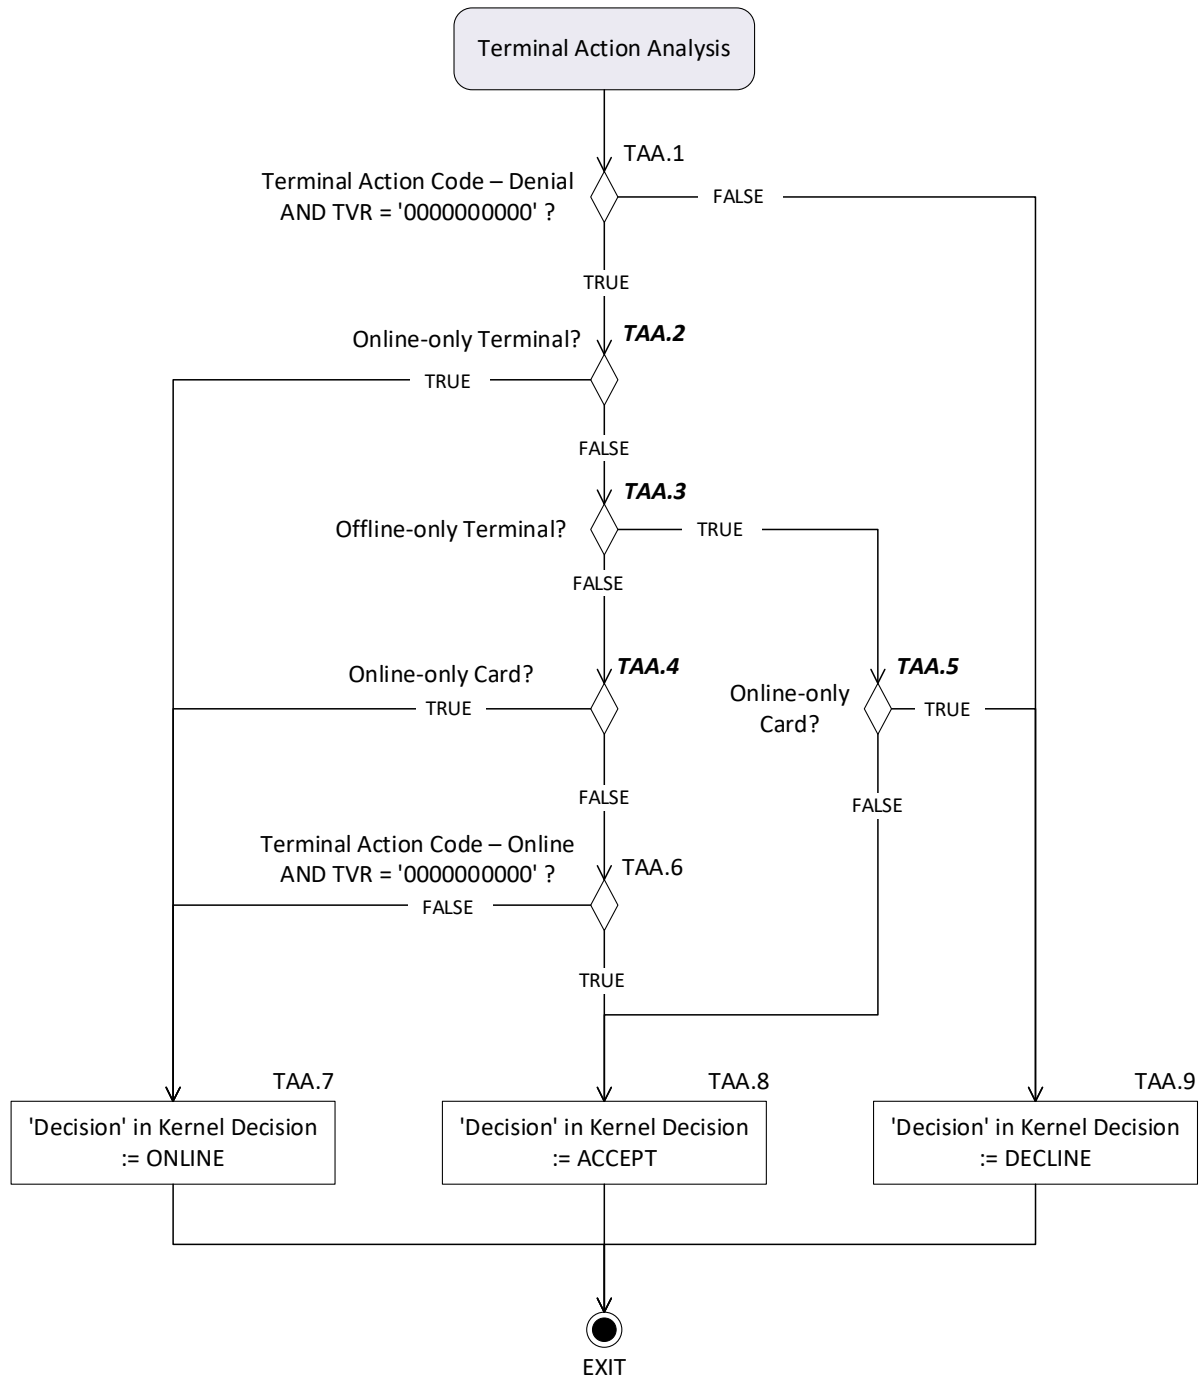 Terminal Action Analysis
TAA.1
Terminal Action Code – Denial
AND TVR = '0000000000' ?
FALSE
TRUE
TAA.2
Online-only Terminal?
TRUE
FALSE
TAA.3
Offline-only Terminal?
TRUE
FALSE
TAA.4
Online-only Card?
TRUE
TAA.5
Online-only
Card?
TRUE
FALSE
FALSE
Terminal Action Code – Online
AND TVR = '0000000000' ?
TAA.6
FALSE
TRUE
TAA.7
'Decision' in Kernel Decision
:= ONLINE
TAA.8
'Decision' in Kernel Decision
:= ACCEPT
TAA.9
'Decision' in Kernel Decision
:= DECLINE
EXIT